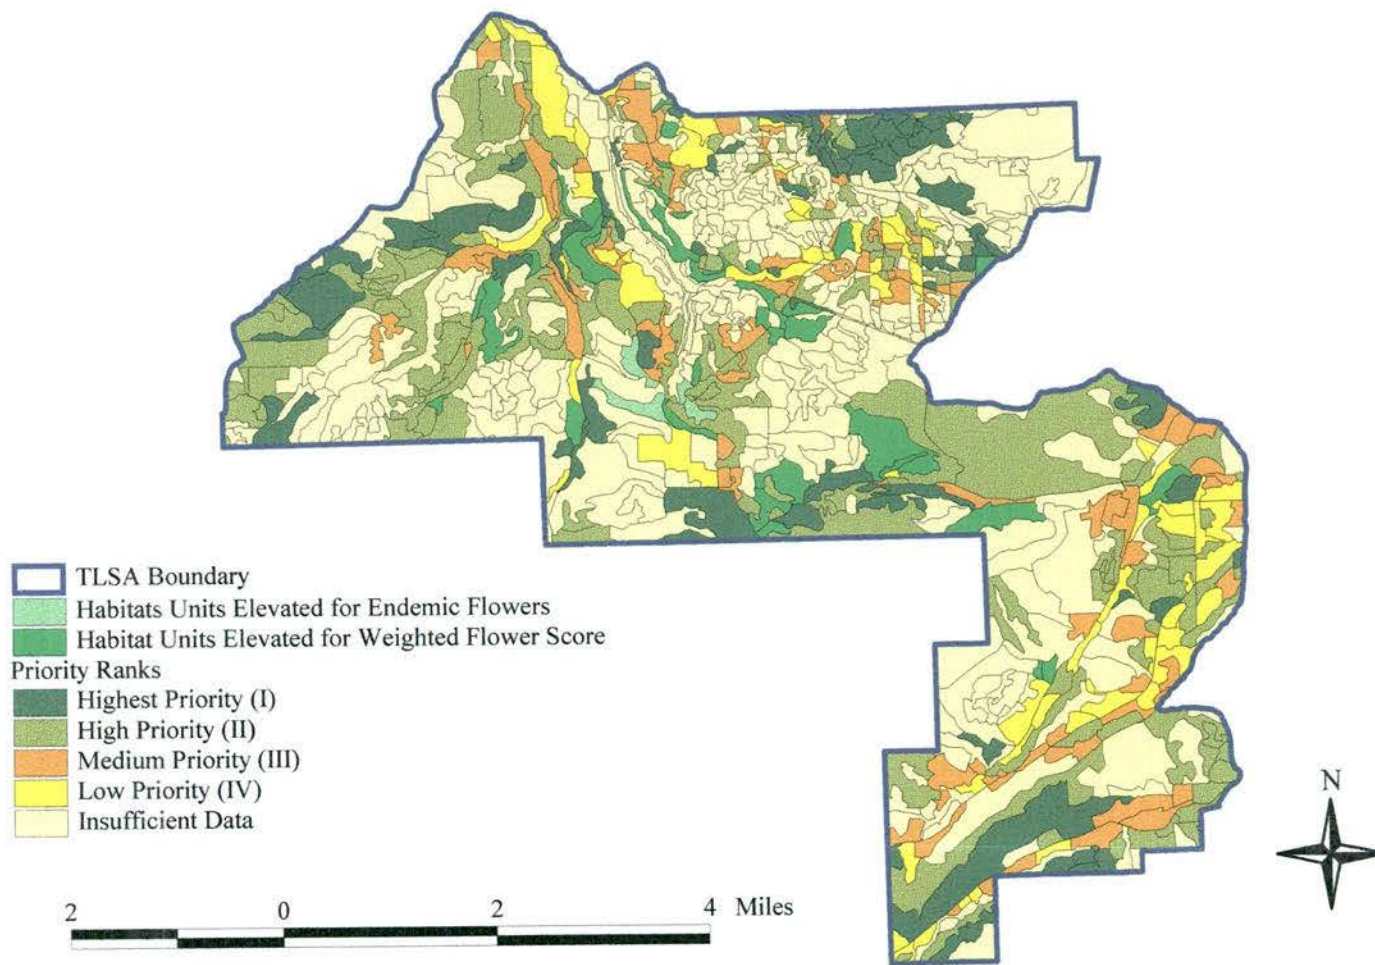 TLSA Boundary
Habitats Units Elevated for Endemic Flowers
Habitat Units Elevated for Weighted Flower Score
Priority Ranks
Highest Priority (I)
High Priority (II)
Medium Priority (III)
Low Priority (IV)
Insufficient Data
N
2 0 2 4 Miles